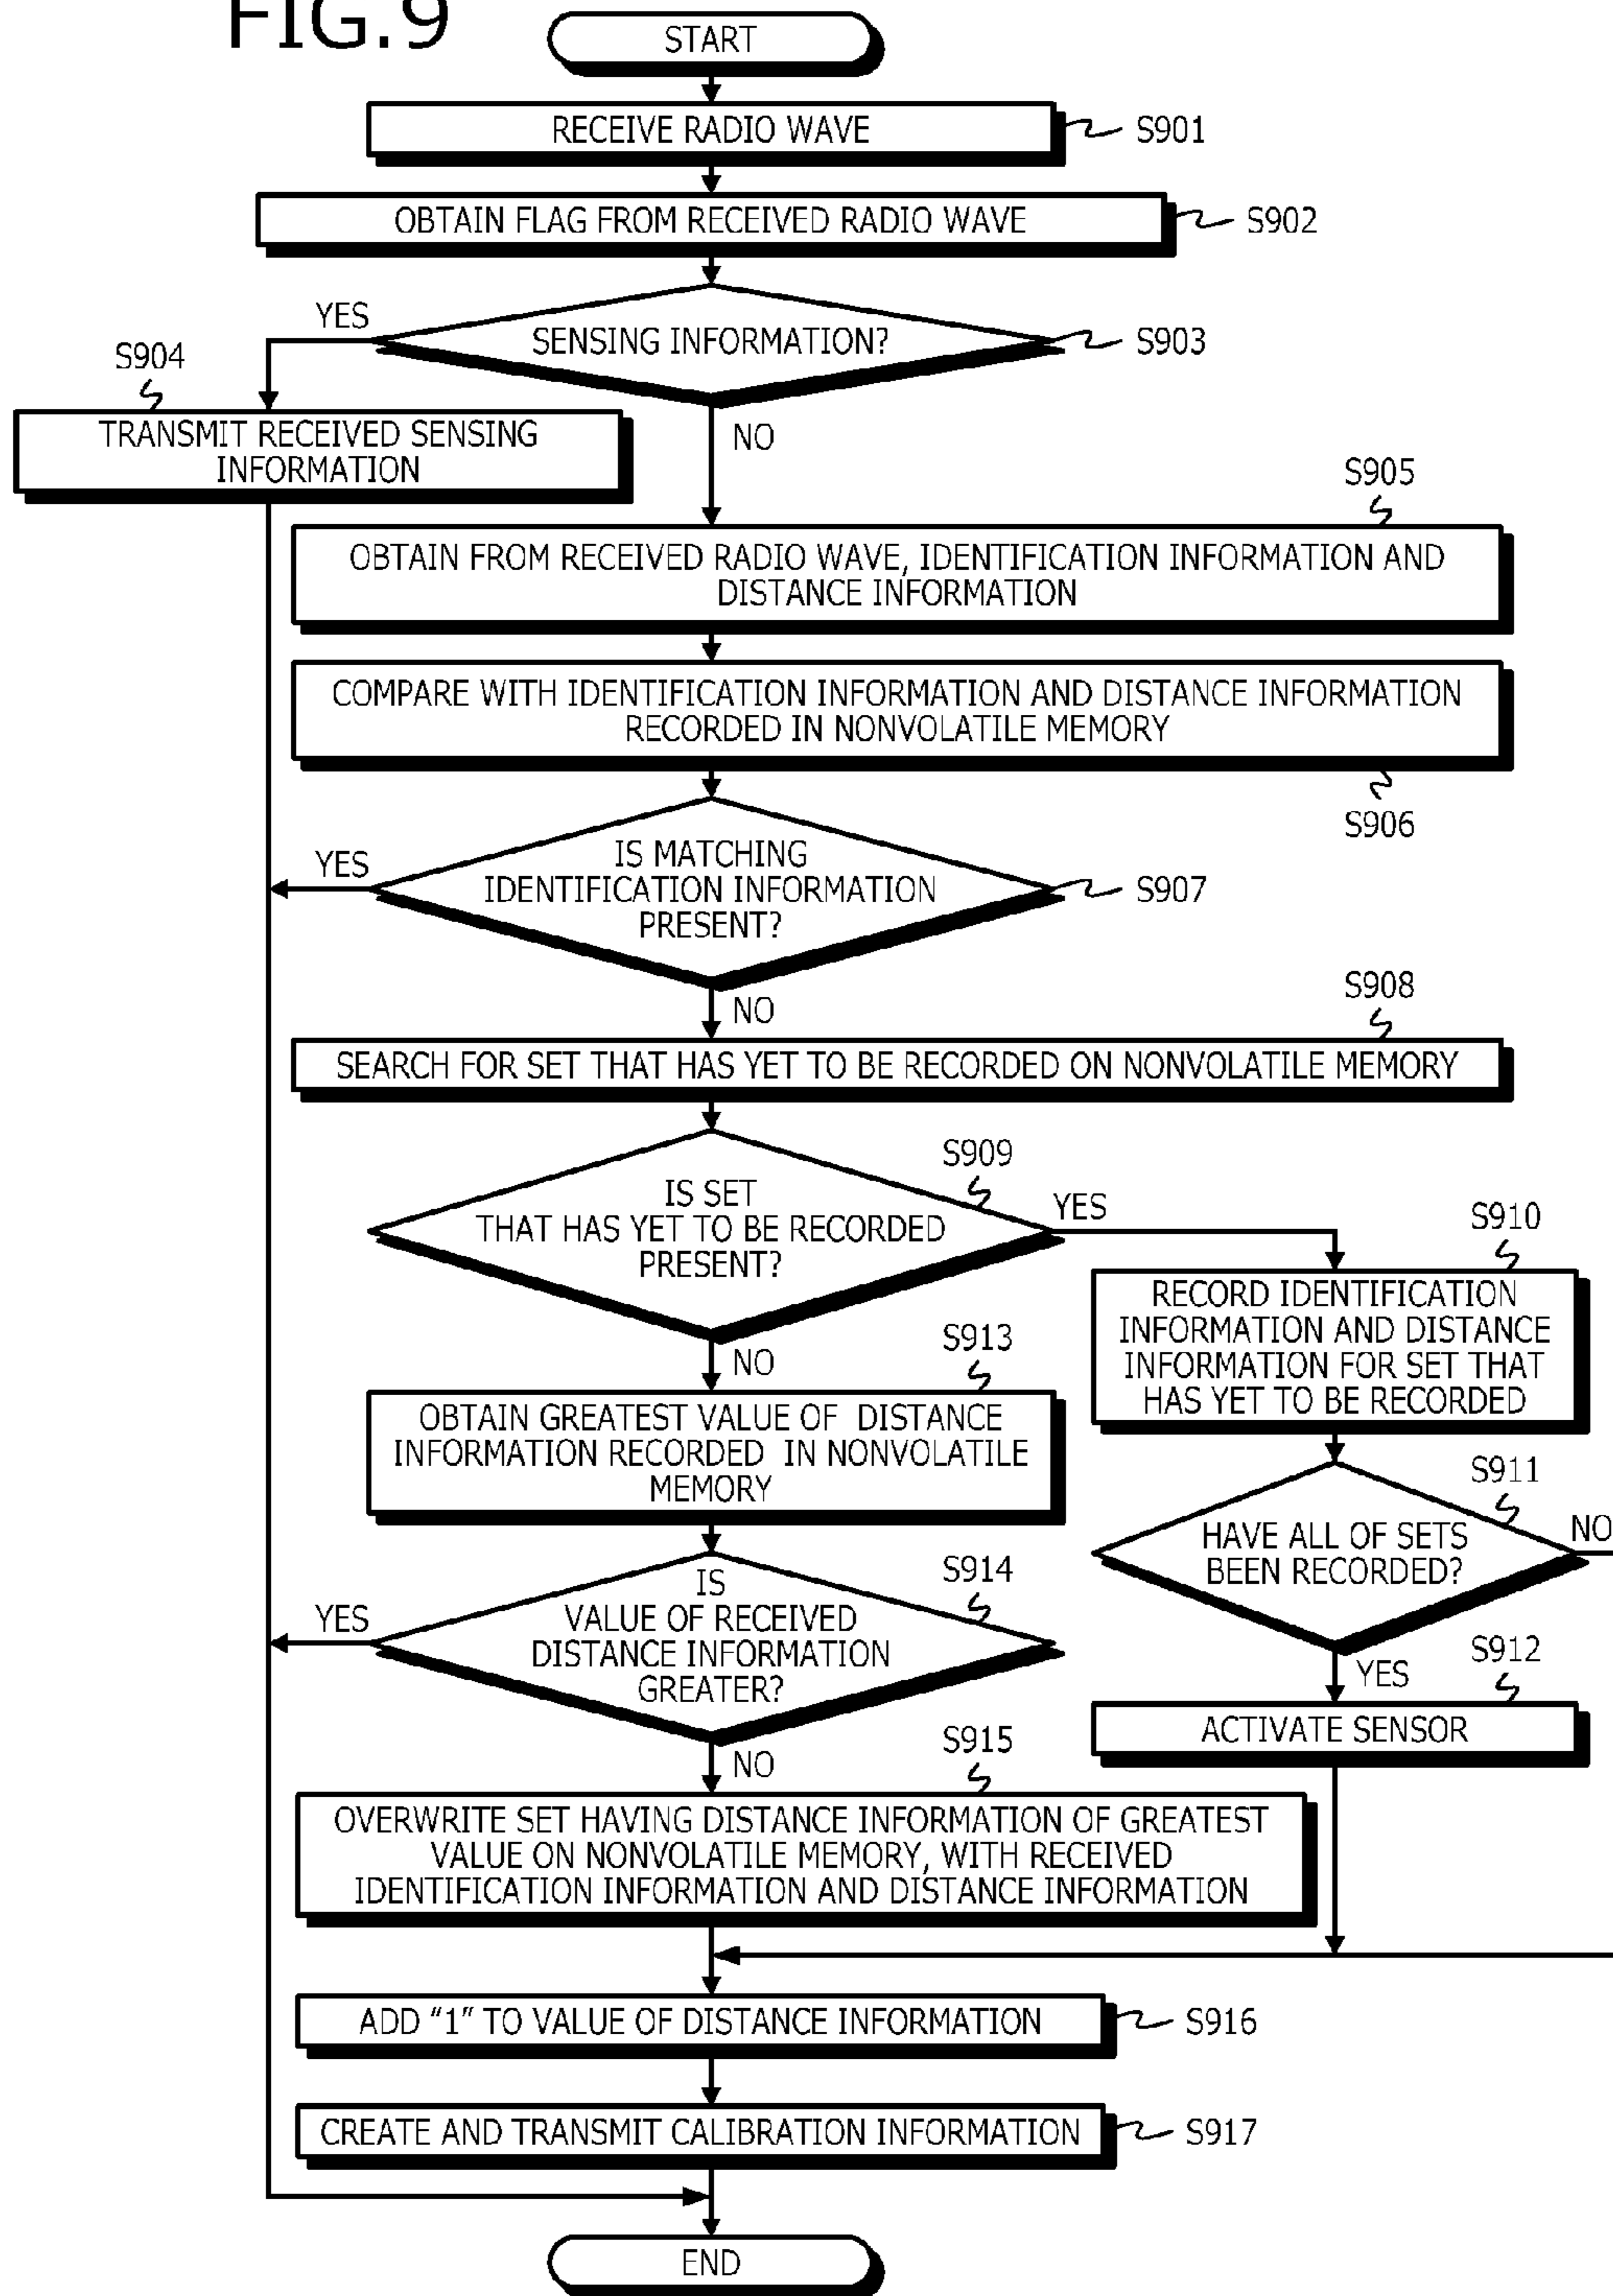 FIG.9
START
RECEIVE RADIO WAVE
S901
OBTAIN FLAG FROM RECEIVED RADIO WAVE
S902
YES
SENSING INFORMATION?
S903
S904
TRANSMIT RECEIVED SENSING
INFORMATION
NO
S905
OBTAIN FROM RECEIVED RADIO WAVE, IDENTIFICATION INFORMATION AND
DISTANCE INFORMATION
COMPARE WITH IDENTIFICATION INFORMATION AND DISTANCE INFORMATION
RECORDED IN NONVOLATILE MEMORY
S906
YES
IS MATCHING
IDENTIFICATION INFORMATION
PRESENT?
S907
NO
S908
SEARCH FOR SET THAT HAS YET TO BE RECORDED ON NONVOLATILE MEMORY
S909
IS SET
THAT HAS YET TO BE RECORDED
PRESENT?
YES
S910
RECORD IDENTIFICATION
INFORMATION AND DISTANCE
INFORMATION FOR SET THAT
HAS YET TO BE RECORDED
NO
S913
OBTAIN GREATEST VALUE OF DISTANCE
INFORMATION RECORDED IN NONVOLATILE
MEMORY
S911
HAVE ALL OF SETS
BEEN RECORDED?
NO
S914
YES
IS
VALUE OF RECEIVED
DISTANCE INFORMATION
GREATER?
YES
S912
ACTIVATE SENSOR
NO
S915
OVERWRITE SET HAVING DISTANCE INFORMATION OF GREATEST
VALUE ON NONVOLATILE MEMORY, WITH RECEIVED
IDENTIFICATION INFORMATION AND DISTANCE INFORMATION
ADD “1” TO VALUE OF DISTANCE INFORMATION
S916
CREATE AND TRANSMIT CALIBRATION INFORMATION
S917
END